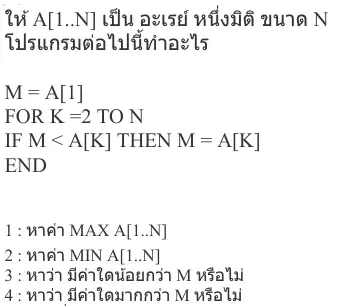 ให้ A[1..N] เป็น อะเรย์ หนึ่งมิติ ขนาด N
โปรแกรมต่อไปนี้ทำอะไร
M = A[1]
FOR K =2 TO N
IF M < A[K] THEN M = A[K]
END
1 : หาค่า MAX A[1..N]
2 : หาค่า MIN A[1..N]
3 : หาว่า มีค่าใดน้อยกว่า M หรือไม่
4 : หาว่า มีค่าใดมากกว่า M หรือไม่